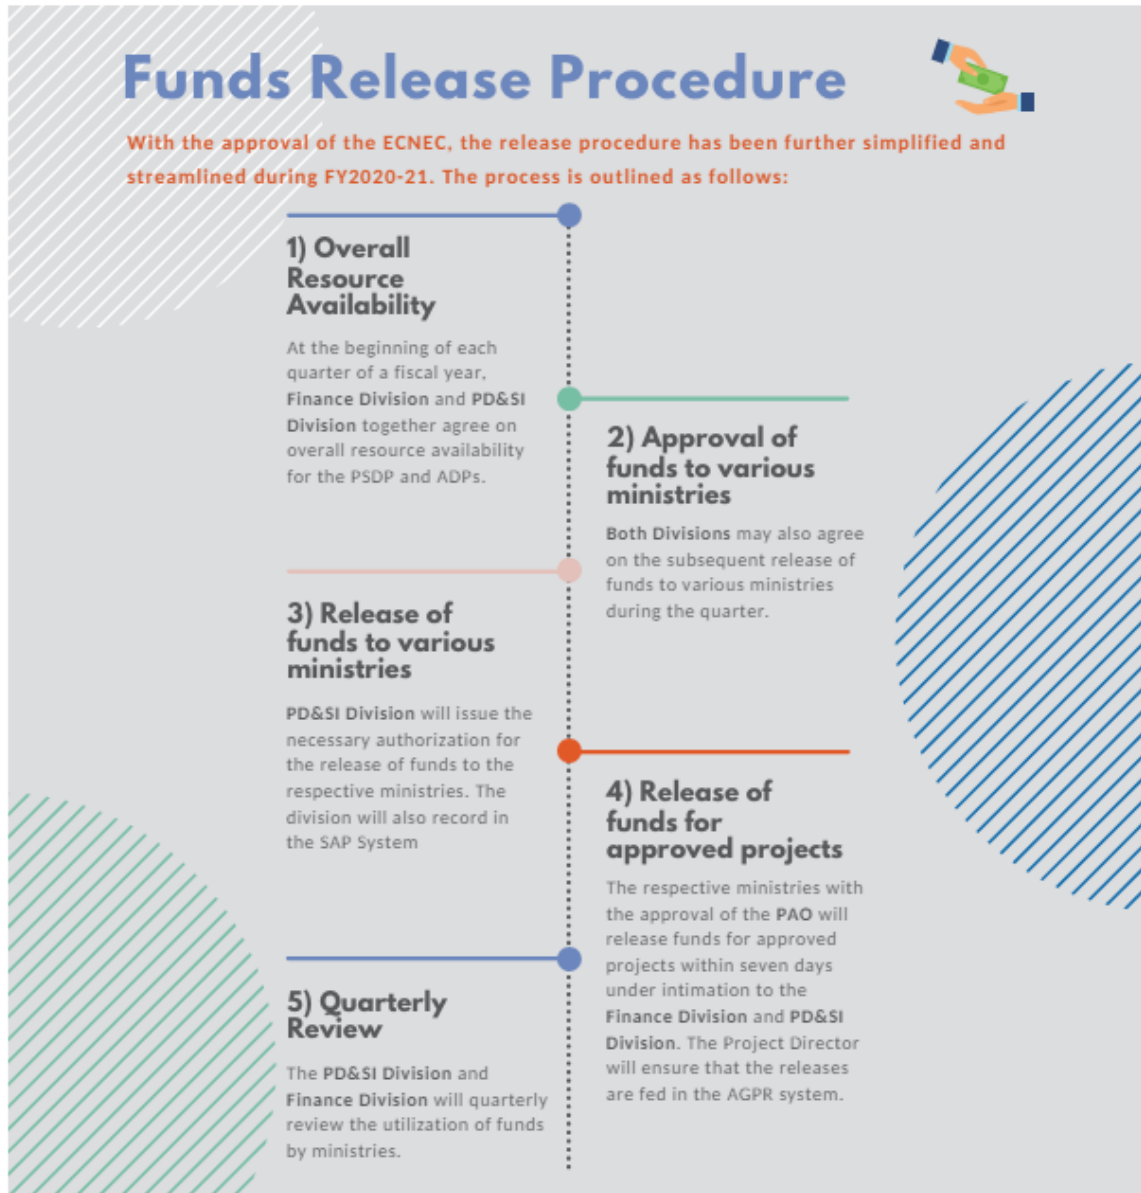 Funds Release Procedure
With the approval of the ECNEC, the release procedure has been further simplified and
streamlined during FY2020-21. The process is outlined as follows:
1) Overall
Resource
Availability
At the beginning of each
quarter of a fiscal year,
Finance Division and PD&SI
Division together agree on
overall resource availability
for the PSDP and ADPs.
2) Approval of
funds to various
ministries
Both Divisions may also agree
on the subsequent release of
funds to various ministries
during the quarter.
3) Release of
funds to various
ministries
PD&SI Division will issue the
necessary authorization for
the release of funds to the
respective ministries. The
division will also record in
the SAP System
4) Release of
funds for
approved projects
The respective ministries with
the approval of the PAO will
release funds for approved
projects within seven days
under intimation to the
Finance Division and PD&SI
Division. The Project Director
will ensure that the releases
are fed in the AGPR system.
5) Quarterly
Review
The PD&SI Division and
Finance Division will quarterly
review the utilization of funds
by ministries.